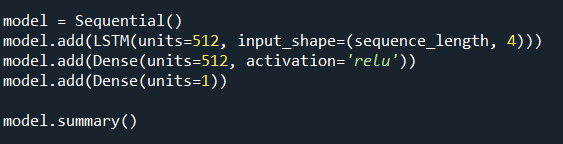 model = Sequential()
model.add(LSTM(units=512, input_shape=(sequence_length, 4)))
model.add(Dense(units=512, activation='relu'))
model.add(Dense(units=1))
model.summary()